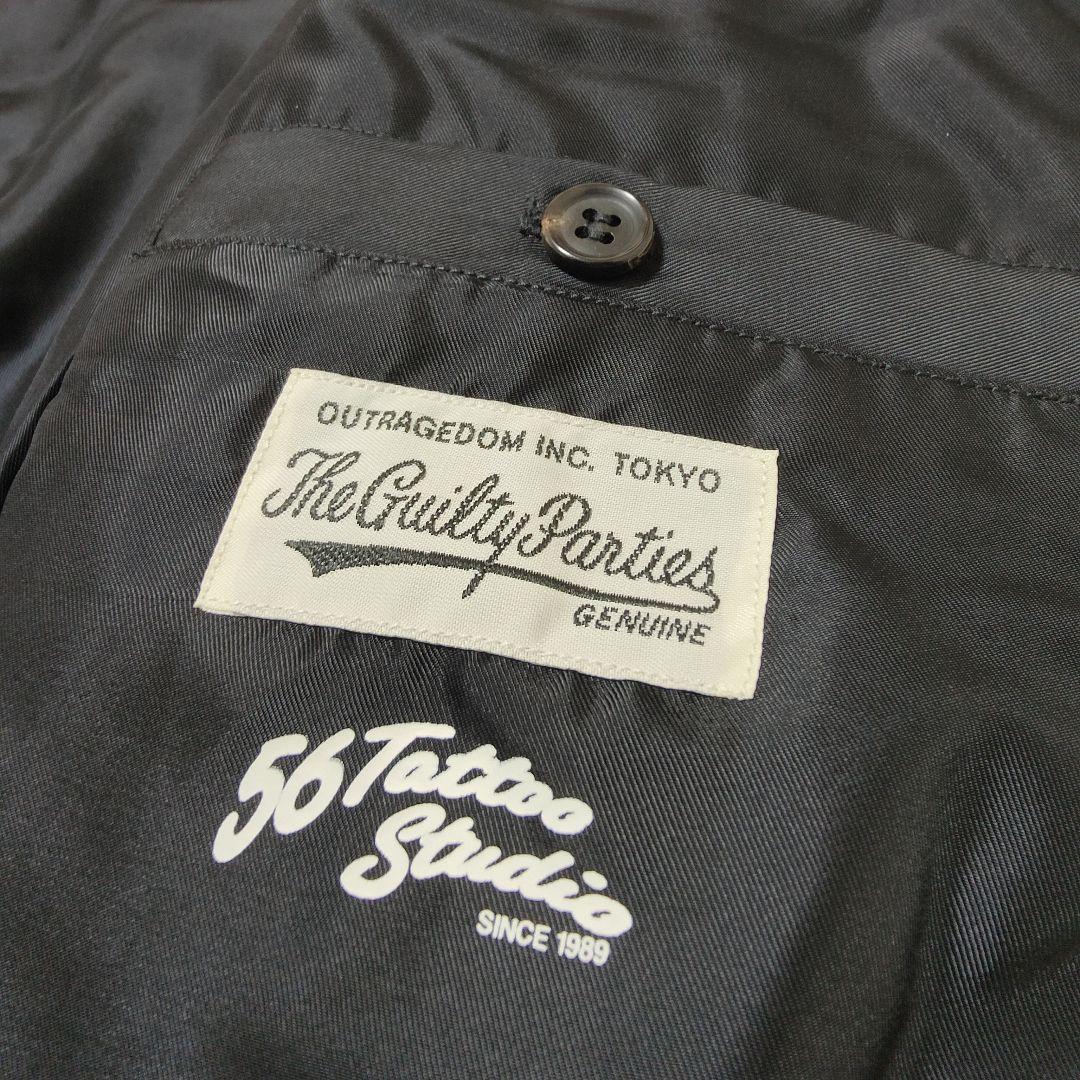 OUTRAGEDOM INC. TOKYO
The Guilty Parties
GENUINE
56 Tattoo
Studio
SINCE 1989